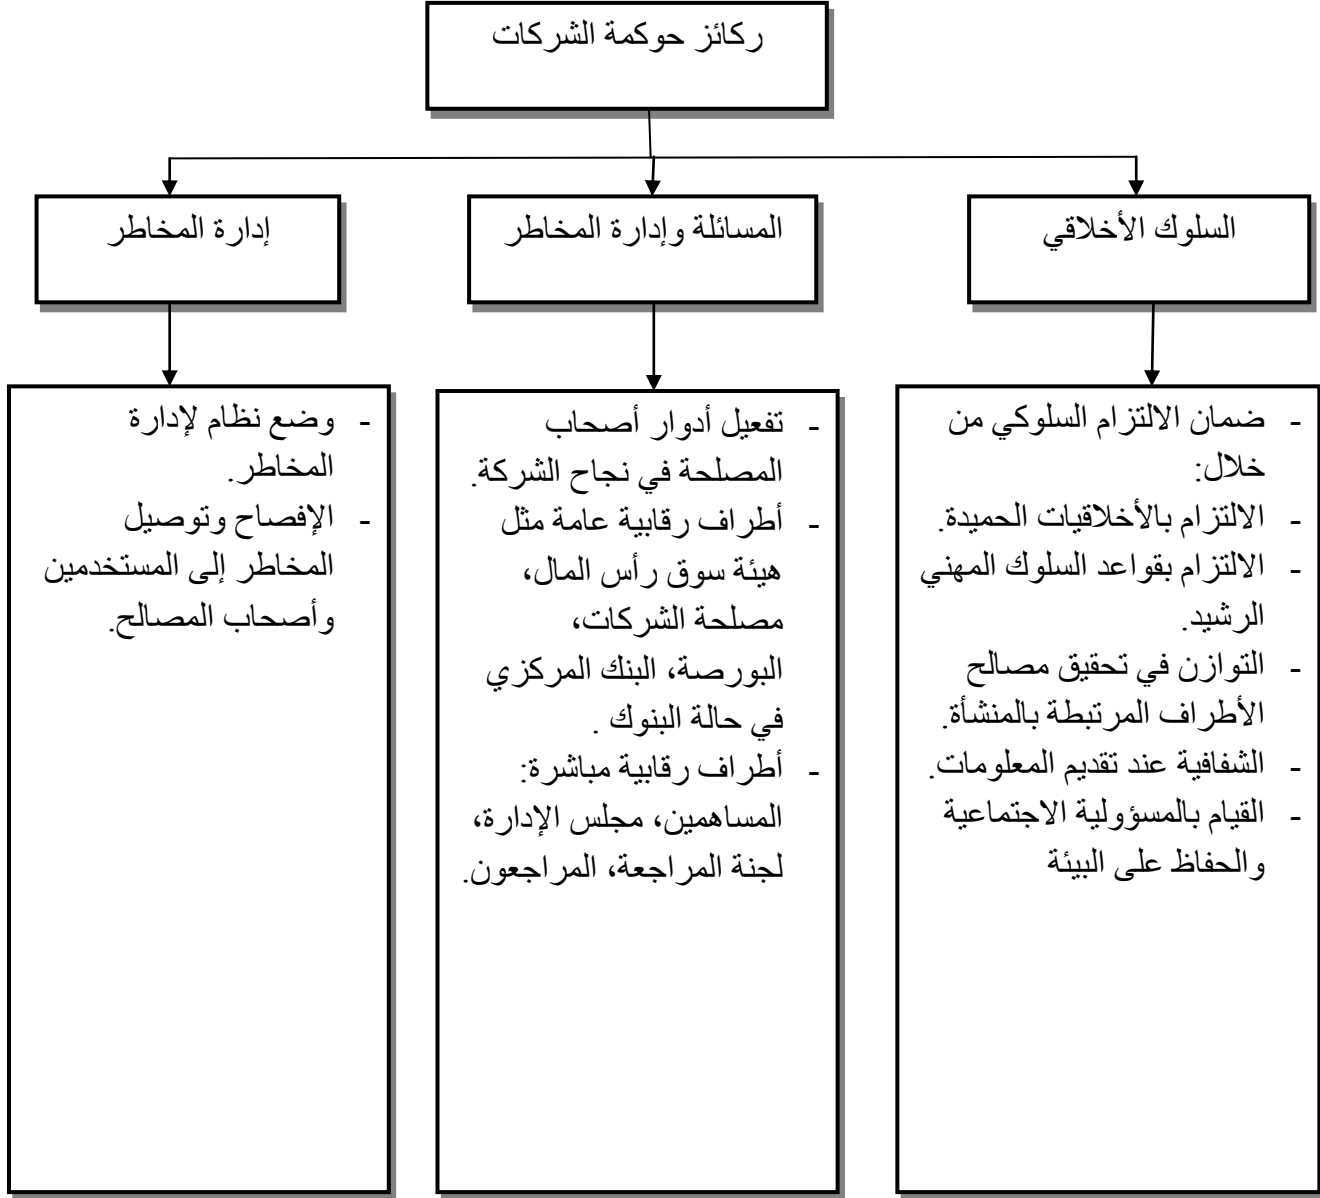 ركائز حوكمة الشركات
السلوك الأخلاقي
المسائلة وإدارة المخاطر
إدارة المخاطر
- ضمان الالتزام السلوكي من
خلال:
- الالتزام بالأخلاقيات الحميدة.
- الالتزام بقواعد السلوك المهني
الرشيد.
- التوازن في تحقيق مصالح
الأطراف المرتبطة بالمنشأة.
- الشفافية عند تقديم المعلومات.
- القيام بالمسؤولية الاجتماعية
والحفاظ على البيئة
- تفعيل أدوار أصحاب
المصلحة في نجاح الشركة.
- أطراف رقابية عامة مثل
هيئة سوق رأس المال،
مصلحة الشركات،
البورصة، البنك المركزي
في حالة البنوك .
- أطراف رقابية مباشرة:
المساهمين، مجلس الإدارة،
لجنة المراجعة، المراجعون.
- وضع نظام لإدارة
المخاطر.
- الإفصاح وتوصيل
المخاطر إلى المستخدمين
وأصحاب المصالح.